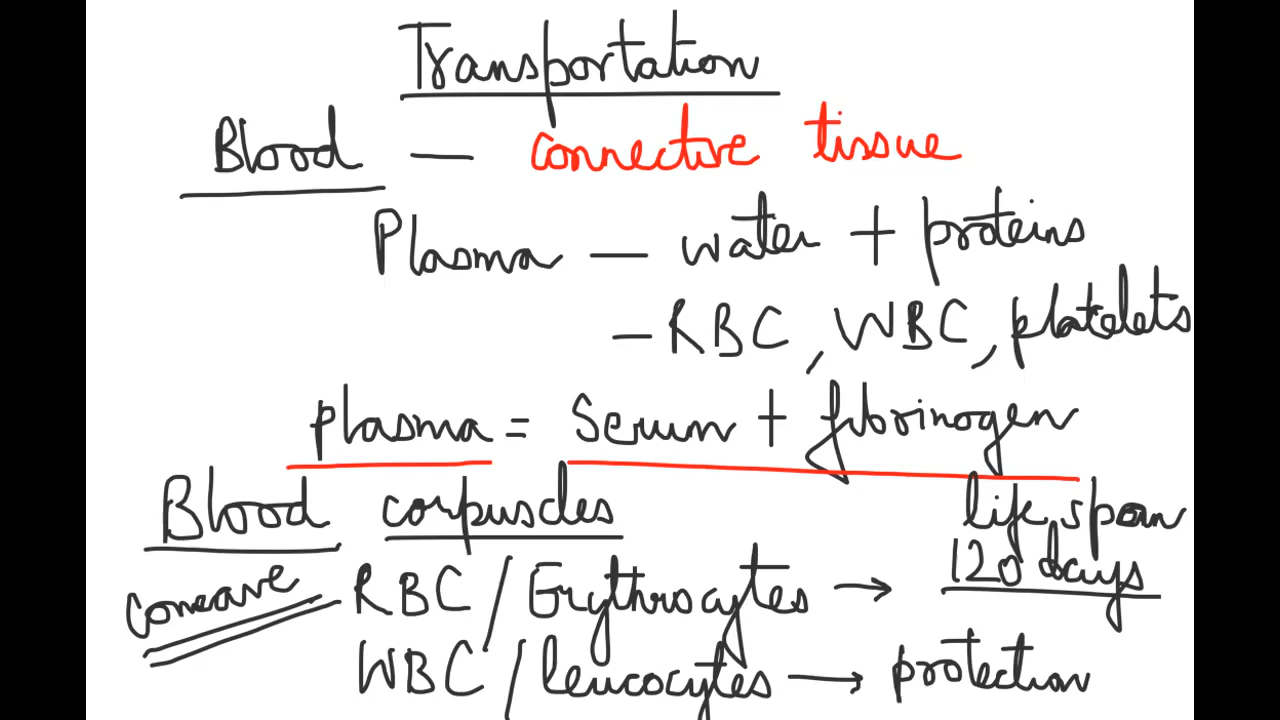 Transportation
Blood — connective tissue
Plasma — water + proteins
— RBC, WBC, platelets
plasma = Serum + fibrinogen
Blood corpuscles life span
120 days
concave RBC / Erythrocytes →
WBC / leucocytes → protection